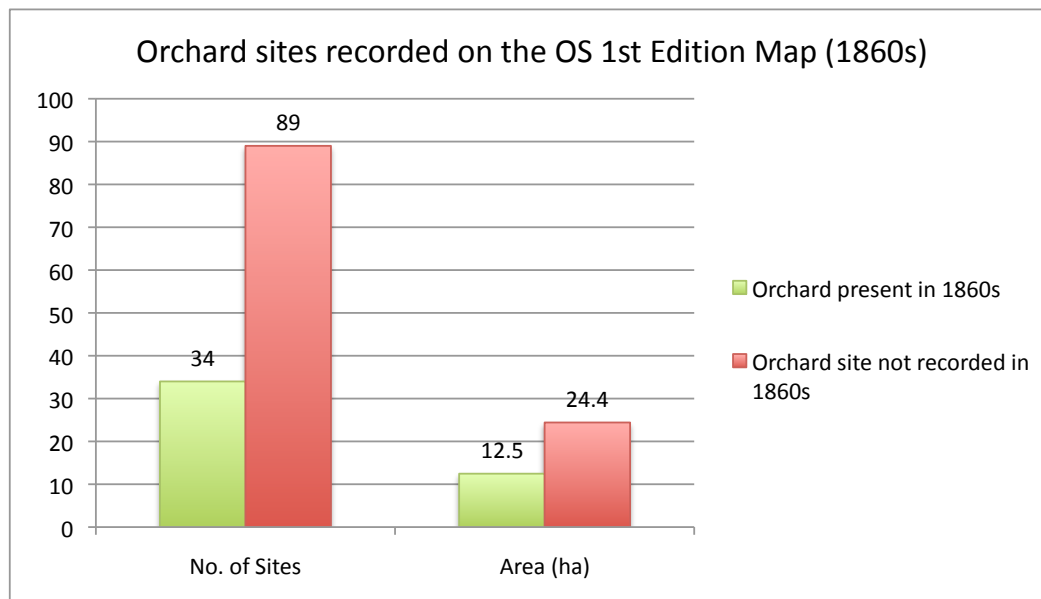 Orchard sites recorded on the OS 1st Edition Map (1860s)
100
90
80
70
60
50
40
30
20
10
0
34
89
12.5
24.4
No. of Sites
Area (ha)
Orchard present in 1860s
Orchard site not recorded in
1860s